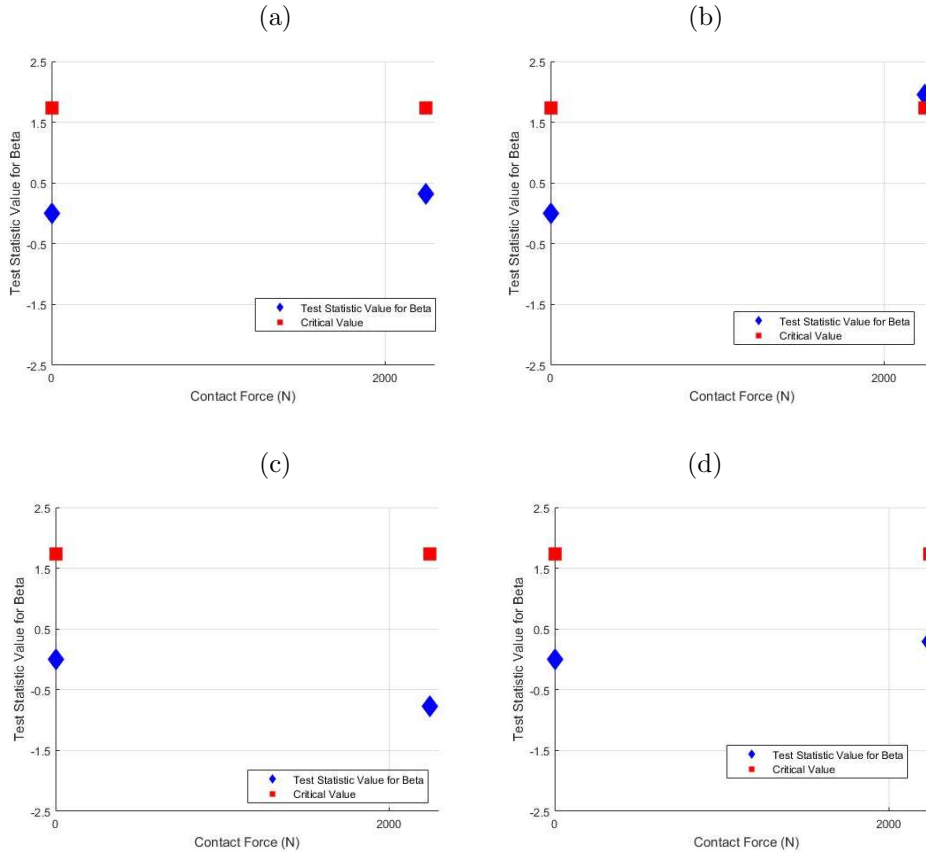 (a)
2.5
1.5
0.5
-0.5
-1.5
-2.5
Test Statistic Value for Beta
Test Statistic Value for Beta
Critical Value
0
2000
Contact Force (N)
(b)
2.5
1.5
0.5
-0.5
-1.5
-2.5
Test Statistic Value for Beta
Test Statistic Value for Beta
Critical Value
0
2000
Contact Force (N)
(c)
2.5
1.5
0.5
-0.5
-1.5
-2.5
Test Statistic Value for Beta
Test Statistic Value for Beta
Critical Value
0
2000
Contact Force (N)
(d)
2.5
1.5
0.5
-0.5
-1.5
-2.5
Test Statistic Value for Beta
Test Statistic Value for Beta
Critical Value
0
2000
Contact Force (N)